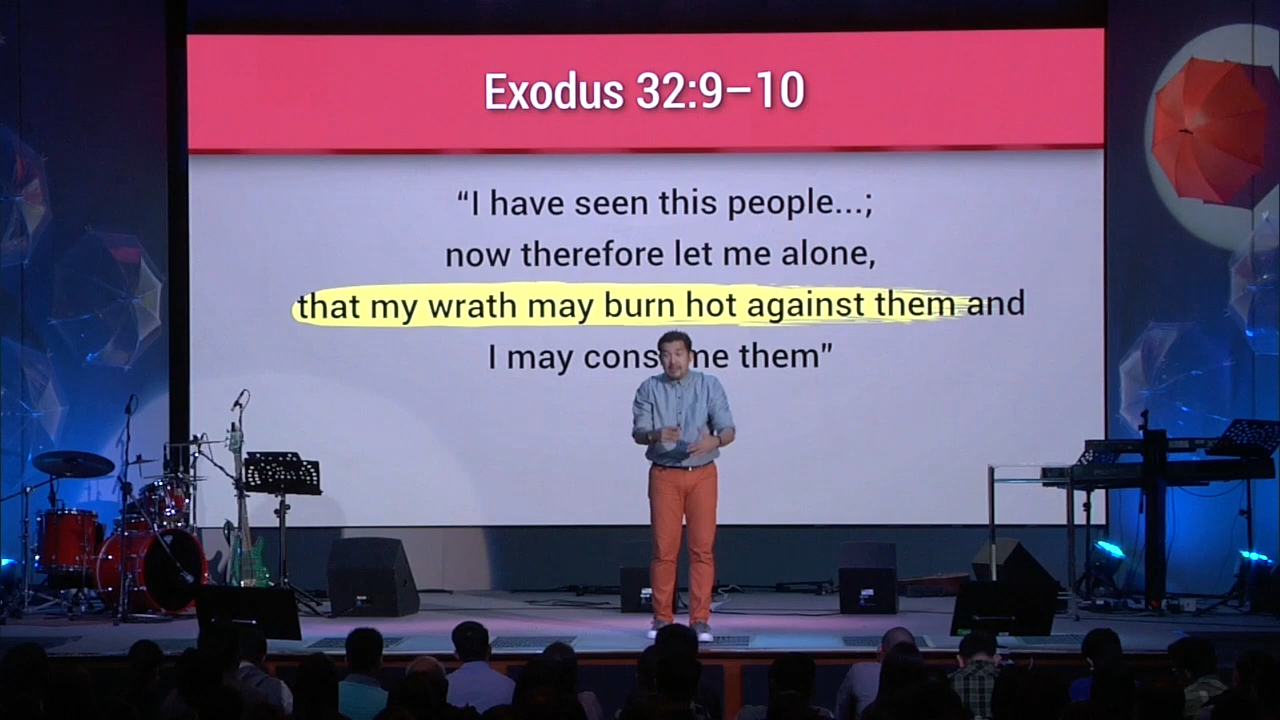 Exodus 32:9–10
“I have seen this people...;
now therefore let me alone,
that my wrath may burn hot against them and
I may consume them”